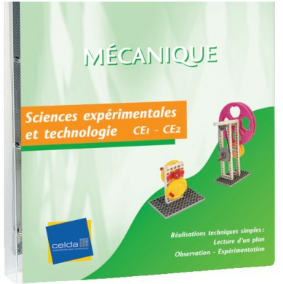 MÉCANIQUE
Sciences expérimentales
et technologie CE1 - CE2
celda
Réalisations techniques simples :
Lecture d'un plan
Observation - Expérimentation